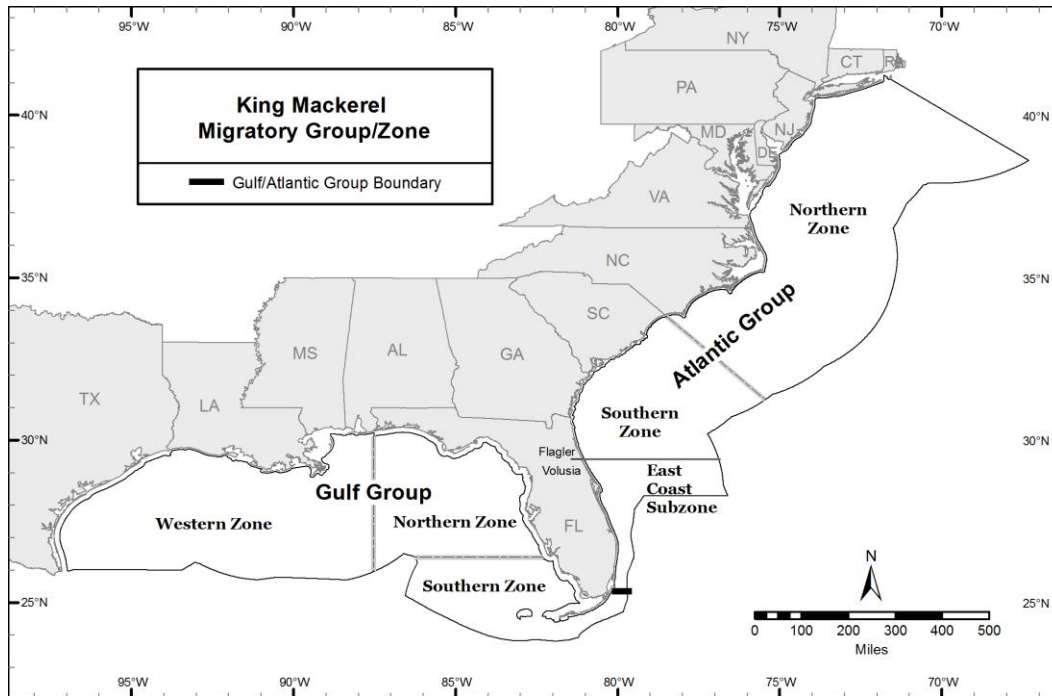 95°W 90°W 85°W 80°W 75°W 70°W
King Mackerel
Migratory Group/Zone
Gulf/Atlantic Group Boundary
NY
CT
PA
40°N
40°N
NJ
MD
DE
VA
Northern
Zone
NC
35°N
35°N
SC
Atlantic Group
MS
AL
GA
TX
LA
Southern
Zone
30°N
30°N
Flagler
Volusia
East
Coast
Subzone
Gulf Group
Western Zone
Northern Zone
FL
Southern Zone
N
25°N
25°N
0 100 200 300 400 500
Miles
95°W 90°W 85°W 80°W 75°W 70°W